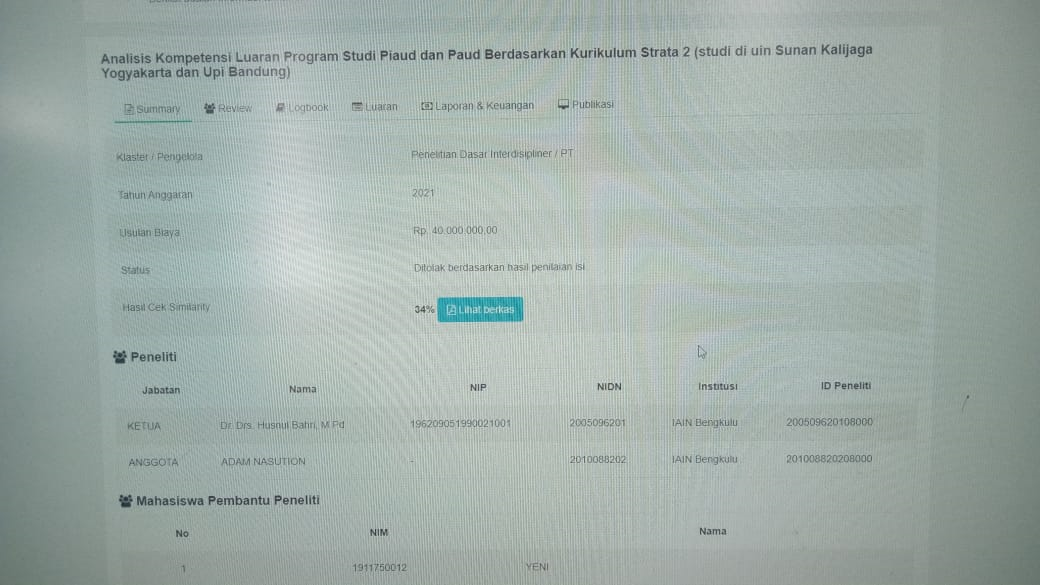 Analisis Kompetensi Luaran Program Studi Piaud dan Paud Berdasarkan Kurikulum Strata 2 (studi di uin Sunan Kalijaga
Yogyakarta dan Upi Bandung)
Summary Review Logbook Luaran Laporan & Keuangan Publikasi
Klaster / Pengelola Penelitian Dasar Interdisipliner / PT
Tahun Anggaran 2021
Usulan Biaya Rp. 40.000.000,00
Status Ditolak berdasarkan hasil penilaian isi
Hasil Cek Similarity 34% Lihat berkas
Peneliti
Jabatan Nama NIP NIDN Institusi ID Peneliti
KETUA Dr. Drs. Husnul Bahri, M.Pd 196209051990021001 2005096201 IAIN Bengkulu 200509620108000
ANGGOTA ADAM NASUTION - 2010088202 IAIN Bengkulu 201008820208000
Mahasiswa Pembantu Peneliti
No NIM Nama
1 1911750012 YENI